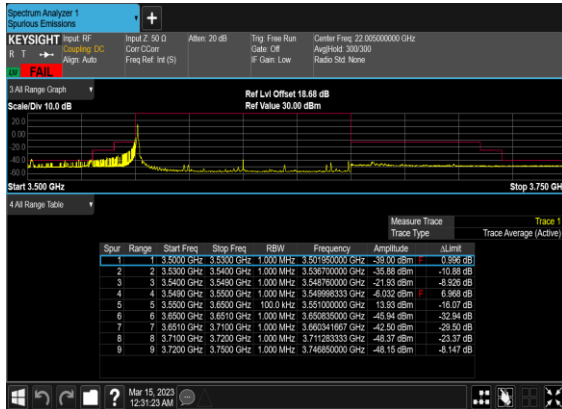 Spectrum Analyzer 1
Spurious Emissions
+
KEYSIGHT Input: RF Input Z: 50 Ω Atten: 20 dB Trig: Free Run Center Freq: 22.005000000 GHz
R T Coupling: DC Corr CCorr Gate: Off Avg|Hold: 300/300
Align: Auto Freq Ref: Int (S) IF Gain: Low Radio Std: None
FAIL
3 All Range Graph Ref Lvl Offset 18.68 dB
Scale/Div 10.0 dB Ref Value 30.00 dBm
20.0
0.00
-20.0
-40.0
-60.0
Start 3.500 GHz Stop 3.750 GH
4 All Range Table
Measure Trace Trace 1
Trace Type Trace Average (Active)
Spur Range Start Freq Stop Freq RBW Frequency Amplitude ΔLimit
1 1 3.5000 GHz 3.5300 GHz 1.000 MHz 3.501950000 GHz -39.00 dBm F 0.996 dB
2 2 3.5300 GHz 3.5400 GHz 1.000 MHz 3.536700000 GHz -35.88 dBm -10.88 dB
3 3 3.5400 GHz 3.5490 GHz 1.000 MHz 3.548760000 GHz -21.93 dBm -8.926 dB
4 4 3.5490 GHz 3.5500 GHz 1.000 MHz 3.549998333 GHz -6.032 dBm F 6.968 dB
5 5 3.5500 GHz 3.6500 GHz 100.0 kHz 3.551000000 GHz 13.93 dBm -16.07 dB
6 6 3.6500 GHz 3.6510 GHz 1.000 MHz 3.650835000 GHz -45.94 dBm -32.94 dB
7 7 3.6510 GHz 3.7100 GHz 1.000 MHz 3.660341667 GHz -42.50 dBm -29.50 dB
8 8 3.7100 GHz 3.7200 GHz 1.000 MHz 3.711283333 GHz -48.37 dBm -23.37 dB
9 9 3.7200 GHz 3.7500 GHz 1.000 MHz 3.746850000 GHz -48.15 dBm -8.147 dB
? Mar 15, 2023
12:31:23 AM